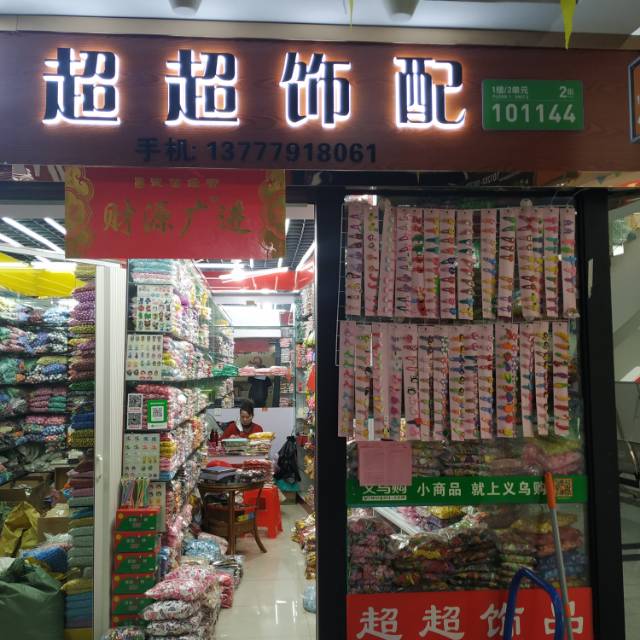 超超饰配
1楼/2单元 2街
101144
手机: 13777918061
财源广进
义乌购 小商品 就上义乌购
超超饰品